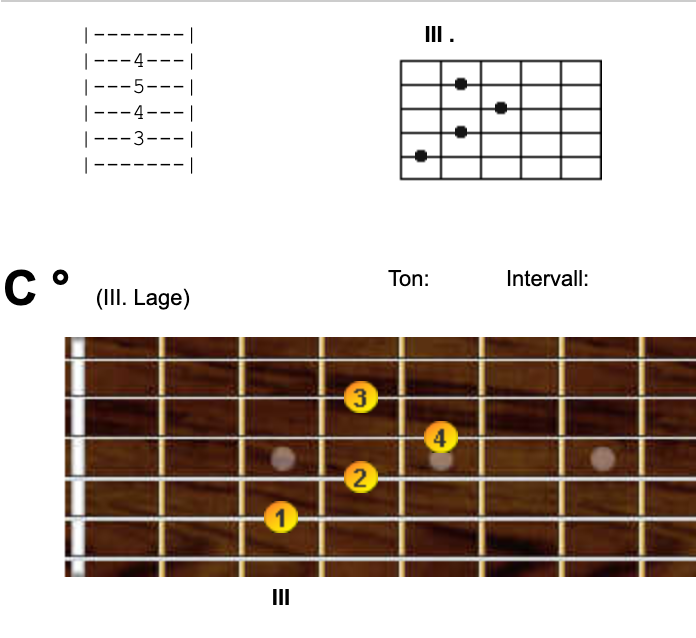 |-------|
|---4---|
|---5---|
|---4---|
|---3---|
|-------|
III .
C °
(III. Lage)
Ton:
Intervall:
3
4
2
1
III